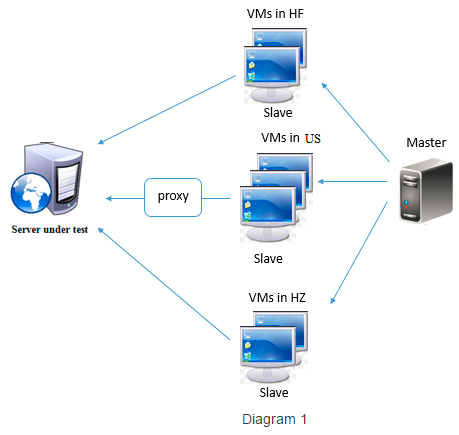 VMs in HF
Slave
VMs in US
Master
proxy
Server under test
Slave
VMs in HZ
Slave
Diagram 1